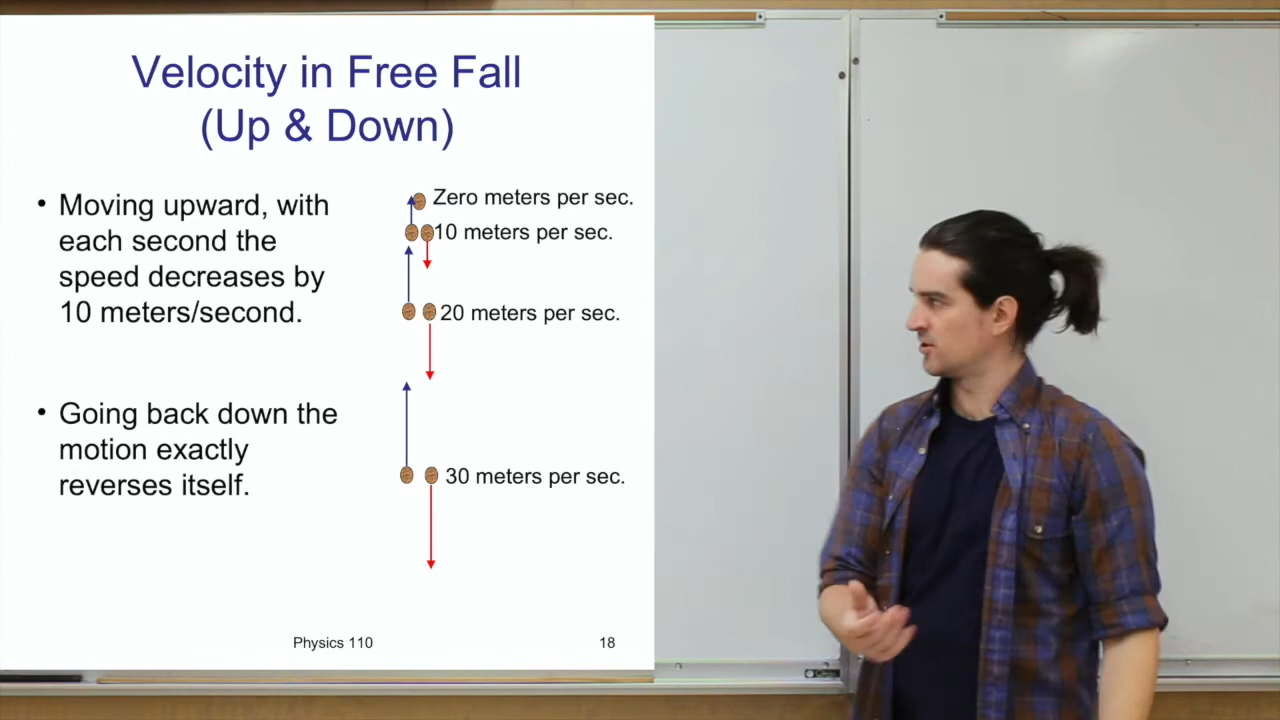 Velocity in Free Fall
(Up & Down)
• Moving upward, with
each second the
speed decreases by
10 meters/second.
• Going back down the
motion exactly
reverses itself.
Zero meters per sec.
10 meters per sec.
20 meters per sec.
30 meters per sec.
Physics 110
18